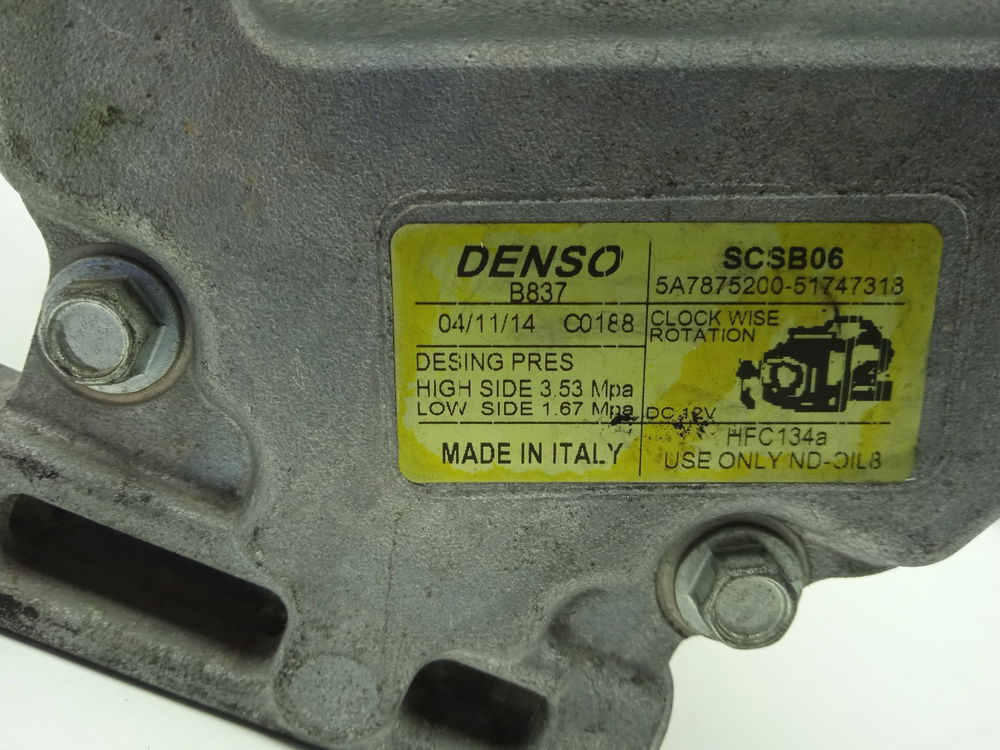 DENSO
B837
SCSB06
5A7875200-51747318
04/11/14 C0188
CLOCK WISE
ROTATION
DESING PRES
HIGH SIDE 3.53 Mpa
LOW SIDE 1.67 Mpa
DC 12V
MADE IN ITALY
HFC134a
USE ONLY ND-OIL8